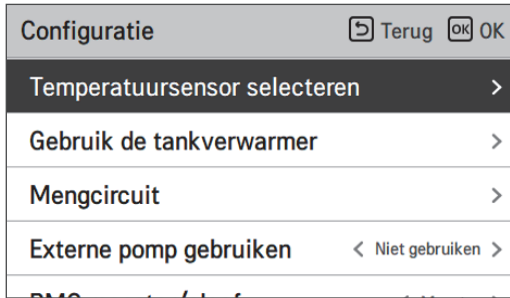 Configuratie Terug OK OK
Temperatuursensor selecteren >
Gebruik de tankverwarmer >
Mengcircuit >
Externe pomp gebruiken < Niet gebruiken >